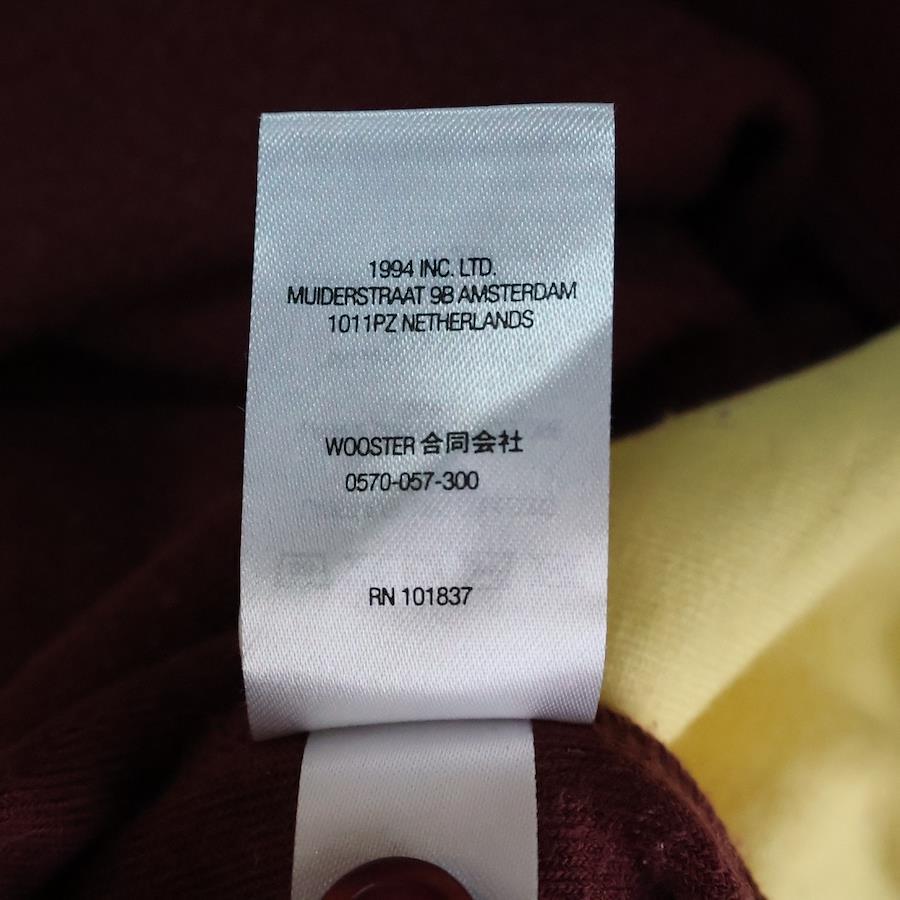 1994 INC. LTD.
MUIDERSTRAAT 9B AMSTERDAM
1011PZ NETHERLANDS
WOOSTER 合同会社
0570-057-300
RN 101837